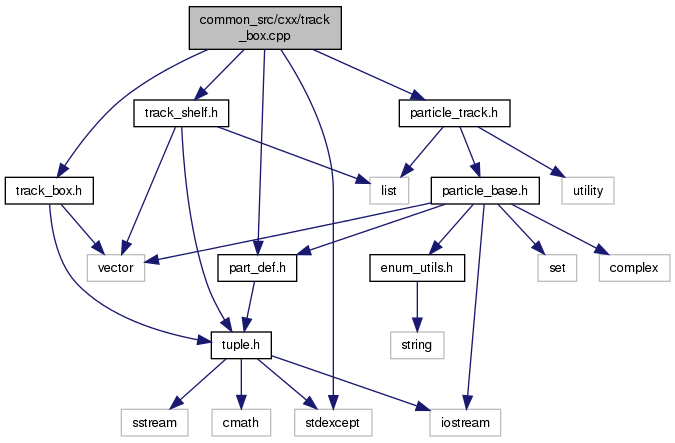 common_src/cxx/track
_box.cpp
track_shelf.h
particle_track.h
track_box.h
list
particle_base.h
utility
vector
part_def.h
enum_utils.h
set
complex
tuple.h
string
sstream
cmath
stdexcept
iostream